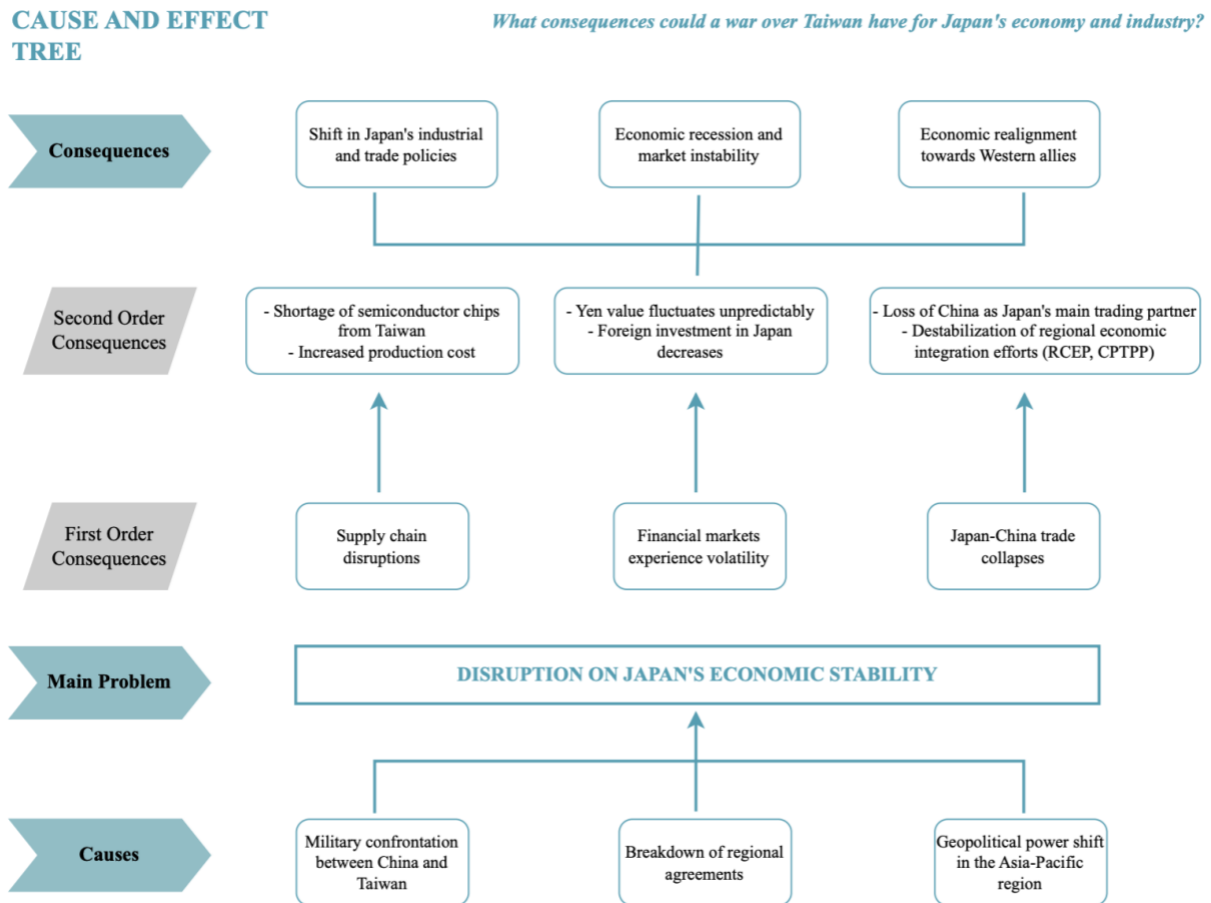 CAUSE AND EFFECT
TREE
What consequences could a war over Taiwan have for Japan's economy and industry?
Consequences
Shift in Japan's industrial
and trade policies
Economic recession and
market instability
Economic realignment
towards Western allies
Second Order
Consequences
- Shortage of semiconductor chips
from Taiwan
- Increased production cost
- Yen value fluctuates unpredictably
- Foreign investment in Japan
decreases
- Loss of China as Japan's main trading partner
- Destabilization of regional economic
integration efforts (RCEP, CPTPP)
First Order
Consequences
Supply chain
disruptions
Financial markets
experience volatility
Japan-China trade
collapses
Main Problem
DISRUPTION ON JAPAN'S ECONOMIC STABILITY
Causes
Military confrontation
between China and
Taiwan
Breakdown of regional
agreements
Geopolitical power shift
in the Asia-Pacific
region